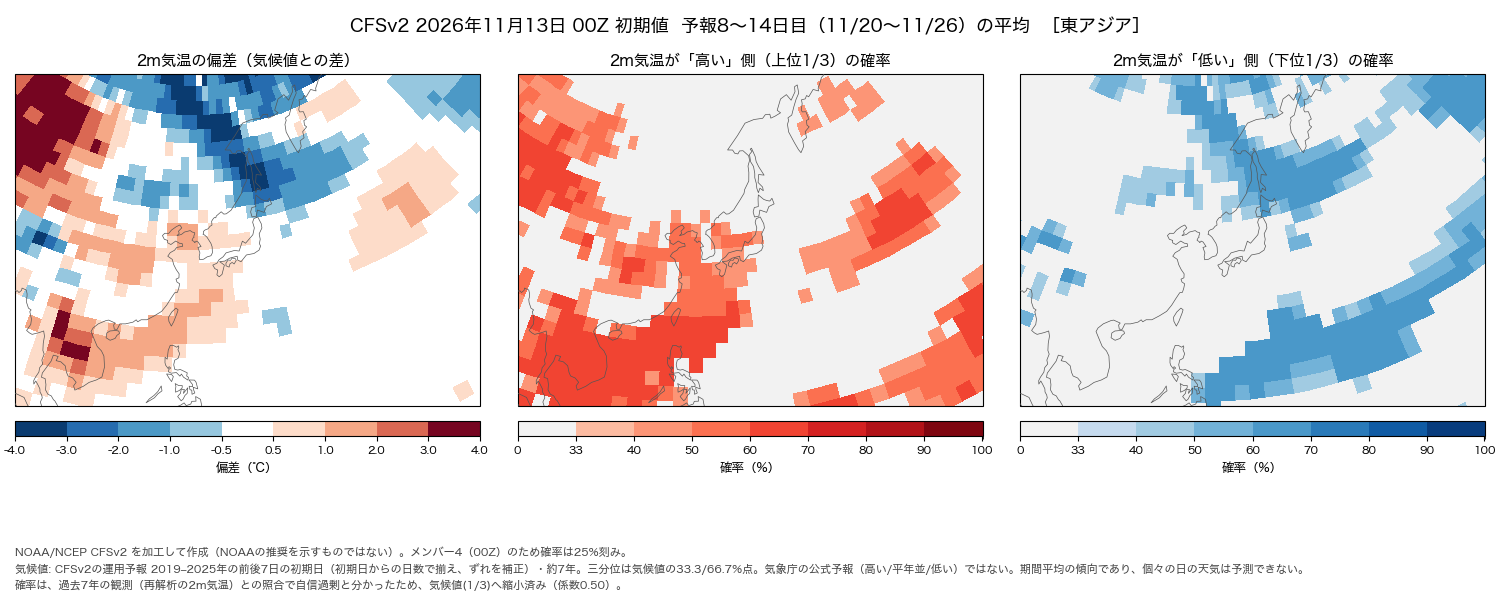 CFSv2 2026年11月13日 00Z 初期値 予報8〜14日目（11/20〜11/26）の平均 ［東アジア］
2m気温の偏差（気候値との差）
2m気温が「高い」側（上位1/3）の確率
2m気温が「低い」側（下位1/3）の確率
-4.0 -3.0 -2.0 -1.0 -0.5 0.5 1.0 2.0 3.0 4.0
偏差（℃）
0 33 40 50 60 70 80 90 100
確率（%）
0 33 40 50 60 70 80 90 100
確率（%）
NOAA/NCEP CFSv2 を加工して作成（NOAAの推奨を示すものではない）。メンバー4（00Z）のため確率は25%刻み。
気候値: CFSv2の運用予報 2019–2025年の前後7日の初期日（初期日からの日数で揃え、ずれを補正）・約7年。三分位は気候値の33.3/66.7%点。気象庁の公式予報（高い/平年並/低い）ではない。期間平均の傾向であり、個々の日の天気は予測できない。
確率は、過去7年の観測（再解析の2m気温）との照合で自信過剰と分かったため、気候値(1/3)へ縮小済み（係数0.50）。